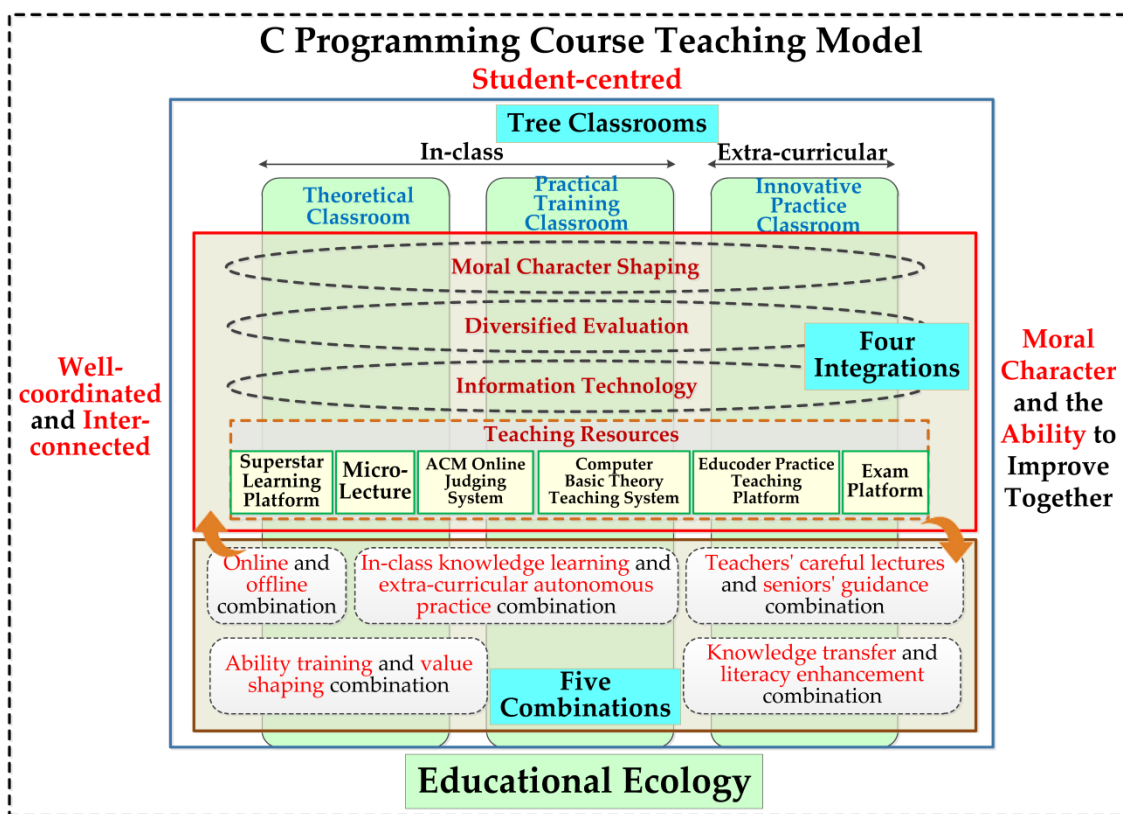 C Programming Course Teaching Model
Student-centred
Tree Classrooms
In-class
Extra-curricular
Theoretical
Classroom
Practical
Training
Classroom
Innovative
Practice
Classroom
Moral Character Shaping
Diversified Evaluation
Information Technology
Four
Integrations
Well-
coordinated
and Inter-
connected
Moral
Character
and the
Ability to
Improve
Together
Teaching Resources
Superstar
Learning
Platform
Micro-
Lecture
ACM Online
Judging
System
Computer
Basic Theory
Teaching System
Educoder Practice
Teaching
Platform
Exam
Platform
Online and
offline
combination
In-class knowledge learning and
extra-curricular autonomous
practice combination
Teachers' careful lectures
and seniors' guidance
combination
Ability training and value
shaping combination
Five
Combinations
Knowledge transfer and
literacy enhancement
combination
Educational Ecology